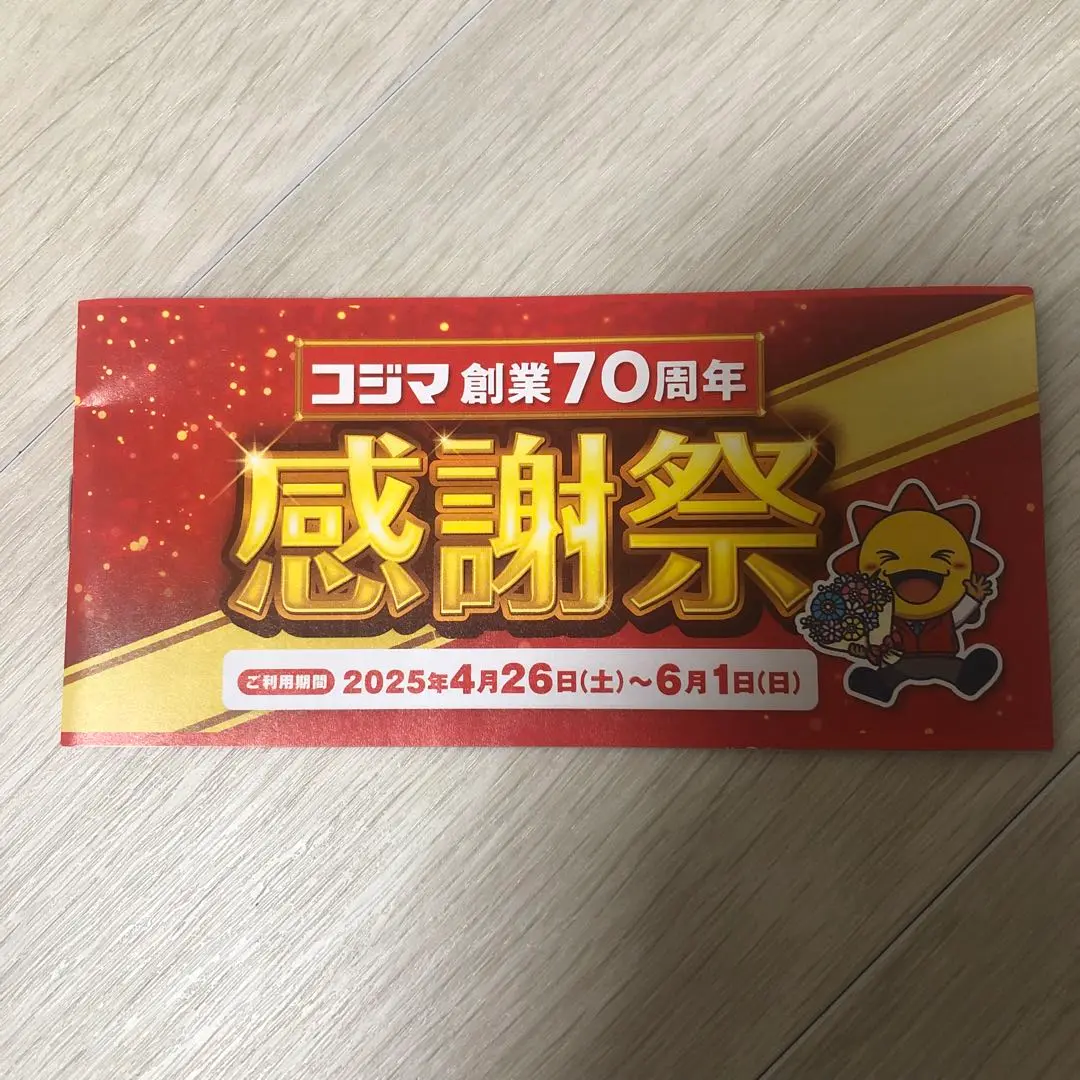 コジマ 創業70周年
感謝祭
ご利用期間 2025年4月26日(土)～6月1日(日)